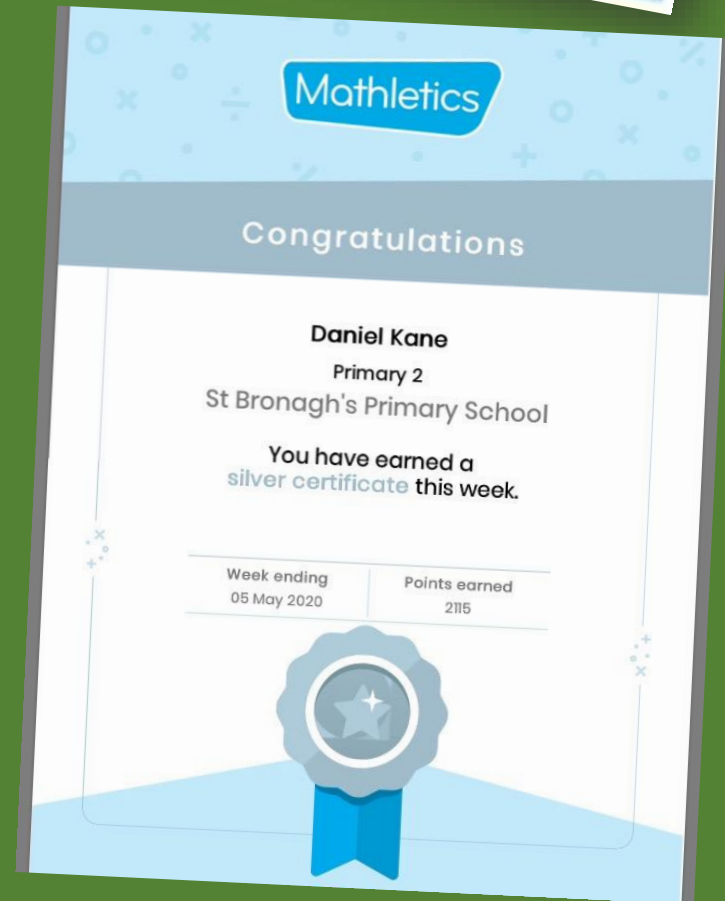 Mathletics
Congratulations
Daniel Kane
Primary 2
St Bronagh's Primary School
You have earned a
silver certificate this week.
Week ending
05 May 2020
Points earned
2115